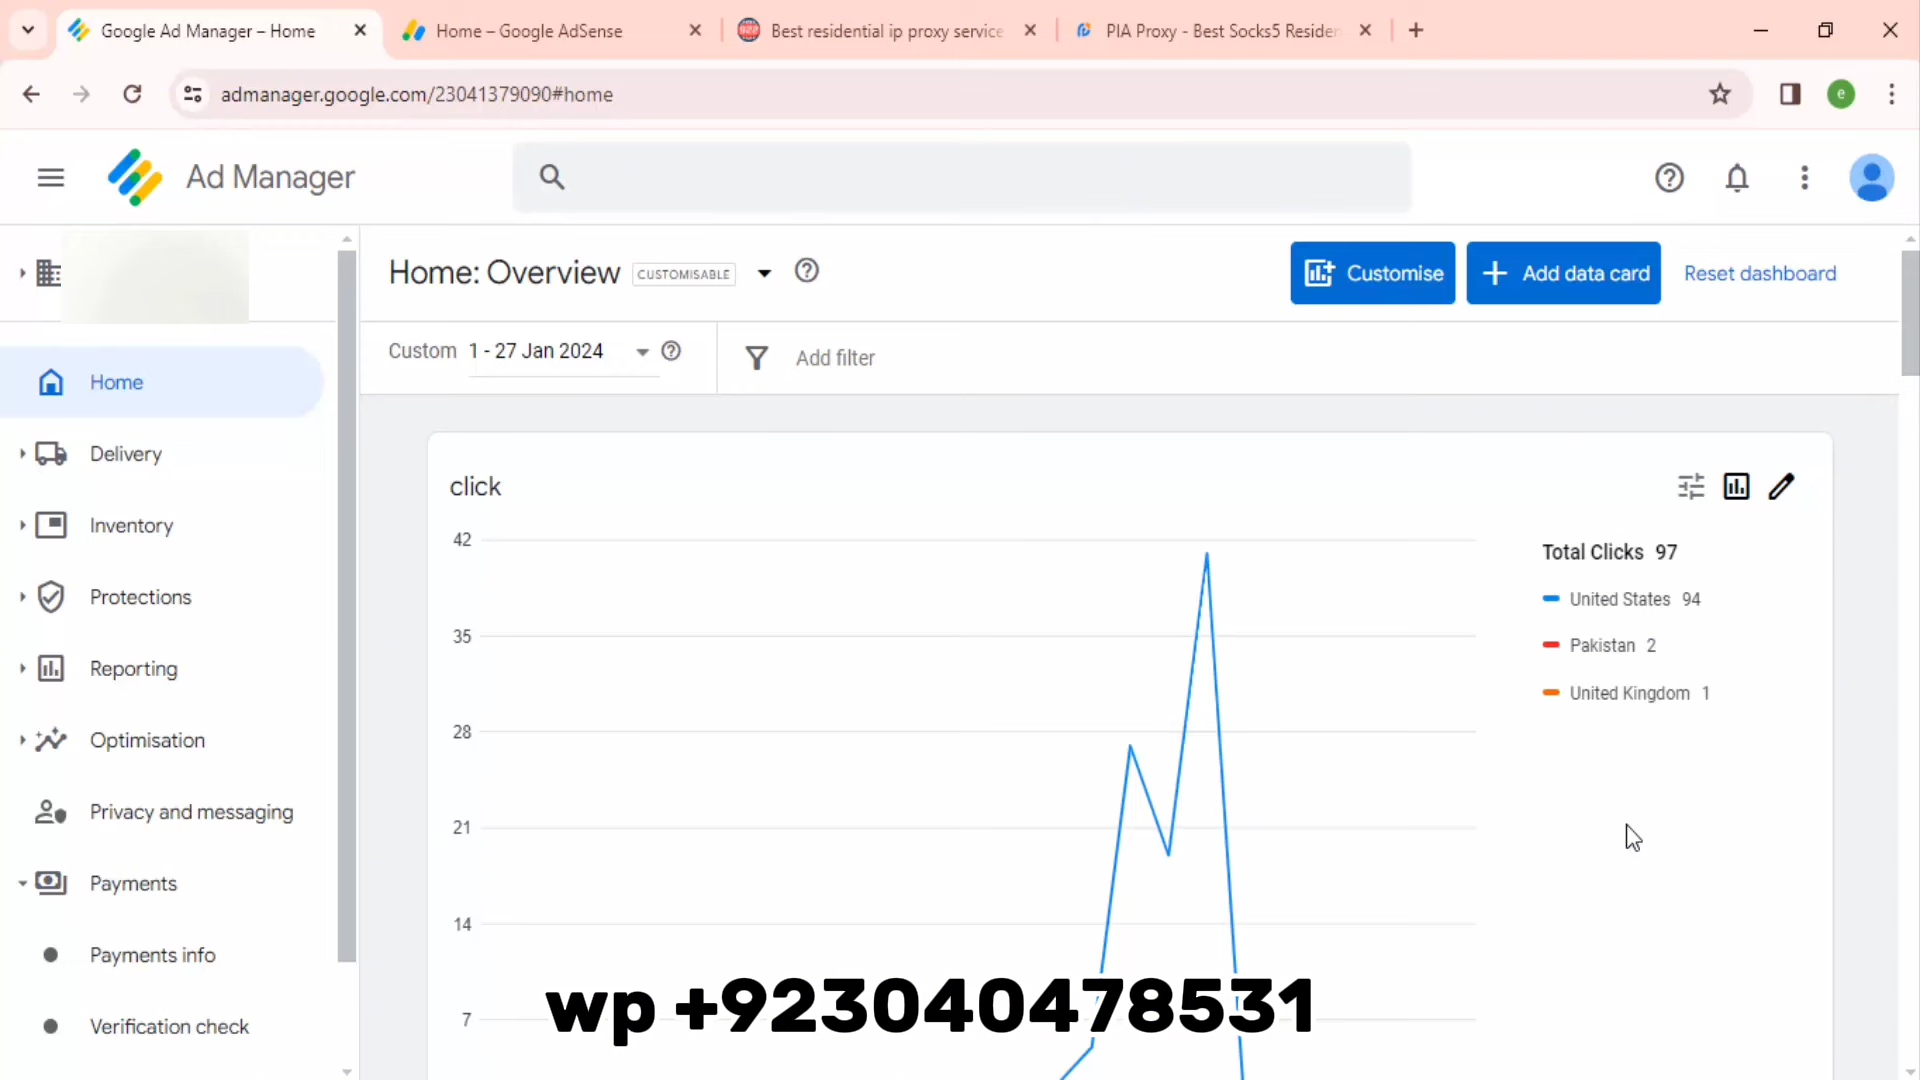 Google Ad Manager – Home
Home – Google AdSense
Best residential ip proxy service
PIA Proxy - Best Socks5 Resider
admanager.google.com/23041379090#home
e
Ad Manager
Home: Overview CUSTOMISABLE
Customise
Add data card
Reset dashboard
Custom 1 - 27 Jan 2024
Add filter
Home
Delivery
Inventory
Protections
Reporting
Optimisation
Privacy and messaging
Payments
Payments info
Verification check
click
42
35
28
21
14
7
Total Clicks 97
United States 94
Pakistan 2
United Kingdom 1
wp +923040478531